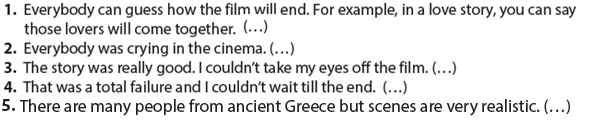 1. Everybody can guess how the film will end. For example, in a love story, you can say
those lovers will come together. (...)
2. Everybody was crying in the cinema. (...)
3. The story was really good. I couldn't take my eyes off the film. (...)
4. That was a total failure and I couldn't wait till the end. (...)
5. There are many people from ancient Greece but scenes are very realistic. (...)